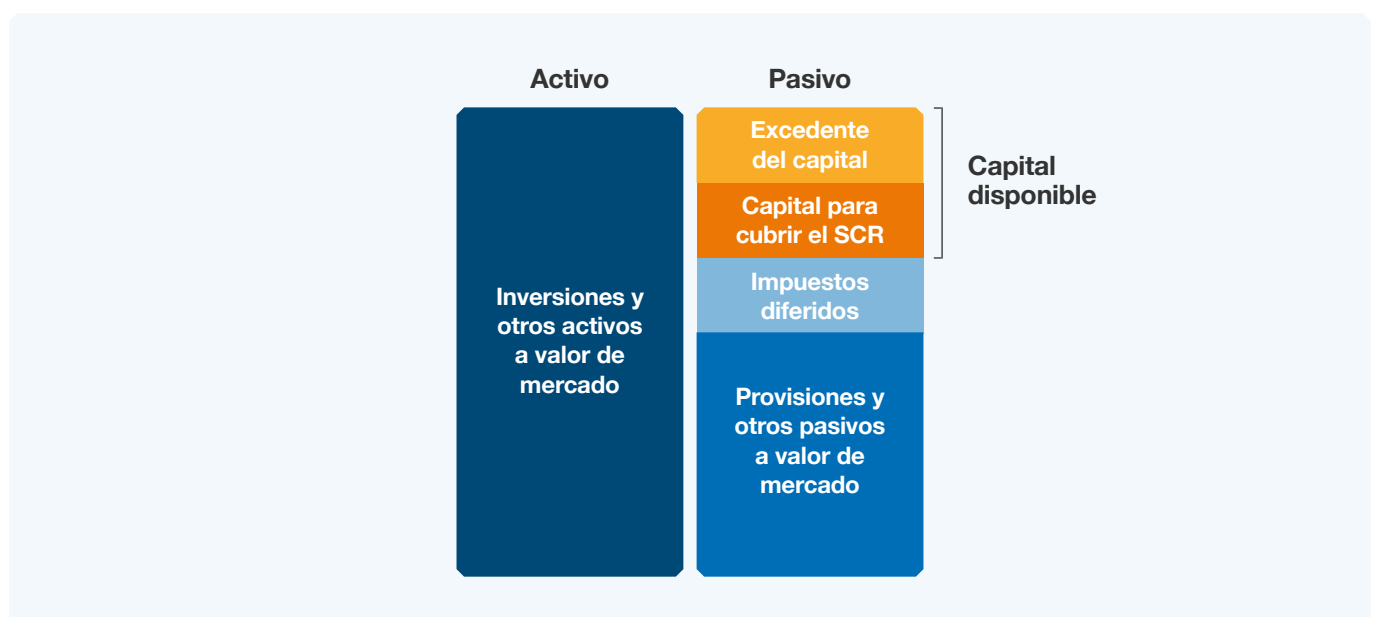 Activo
Pasivo
Inversiones y
otros activos
a valor de
mercado
Excedente
del capital
Capital para
cubrir el SCR
Impuestos
diferidos
Provisiones y
otros pasivos
a valor de
mercado
Capital
disponible